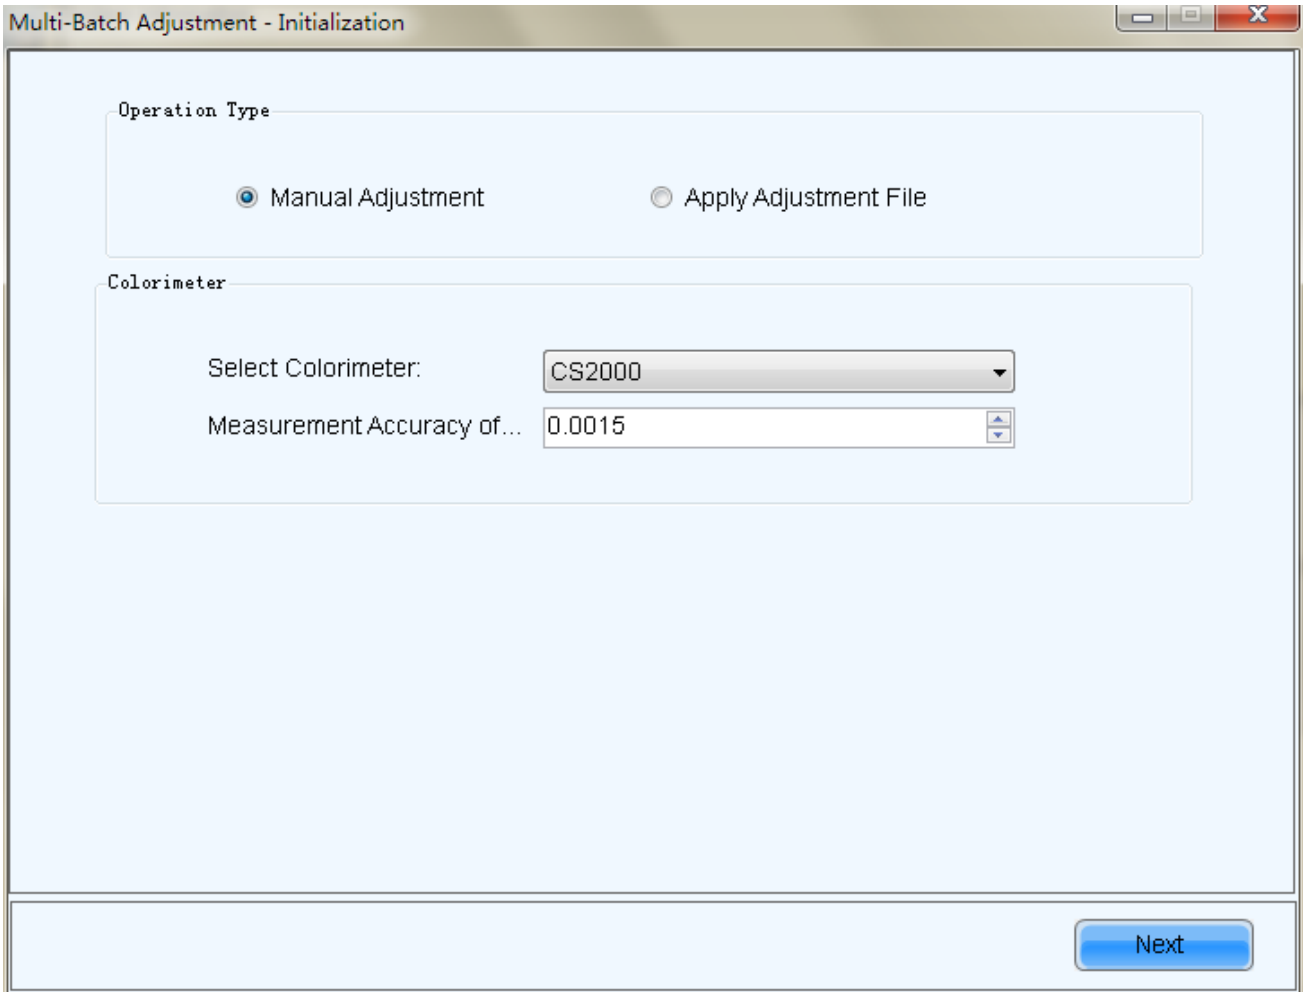 Multi-Batch Adjustment - Initialization
Operation Type
Manual Adjustment Apply Adjustment File
Colorimeter
Select Colorimeter: CS2000
Measurement Accuracy of... 0.0015
Next